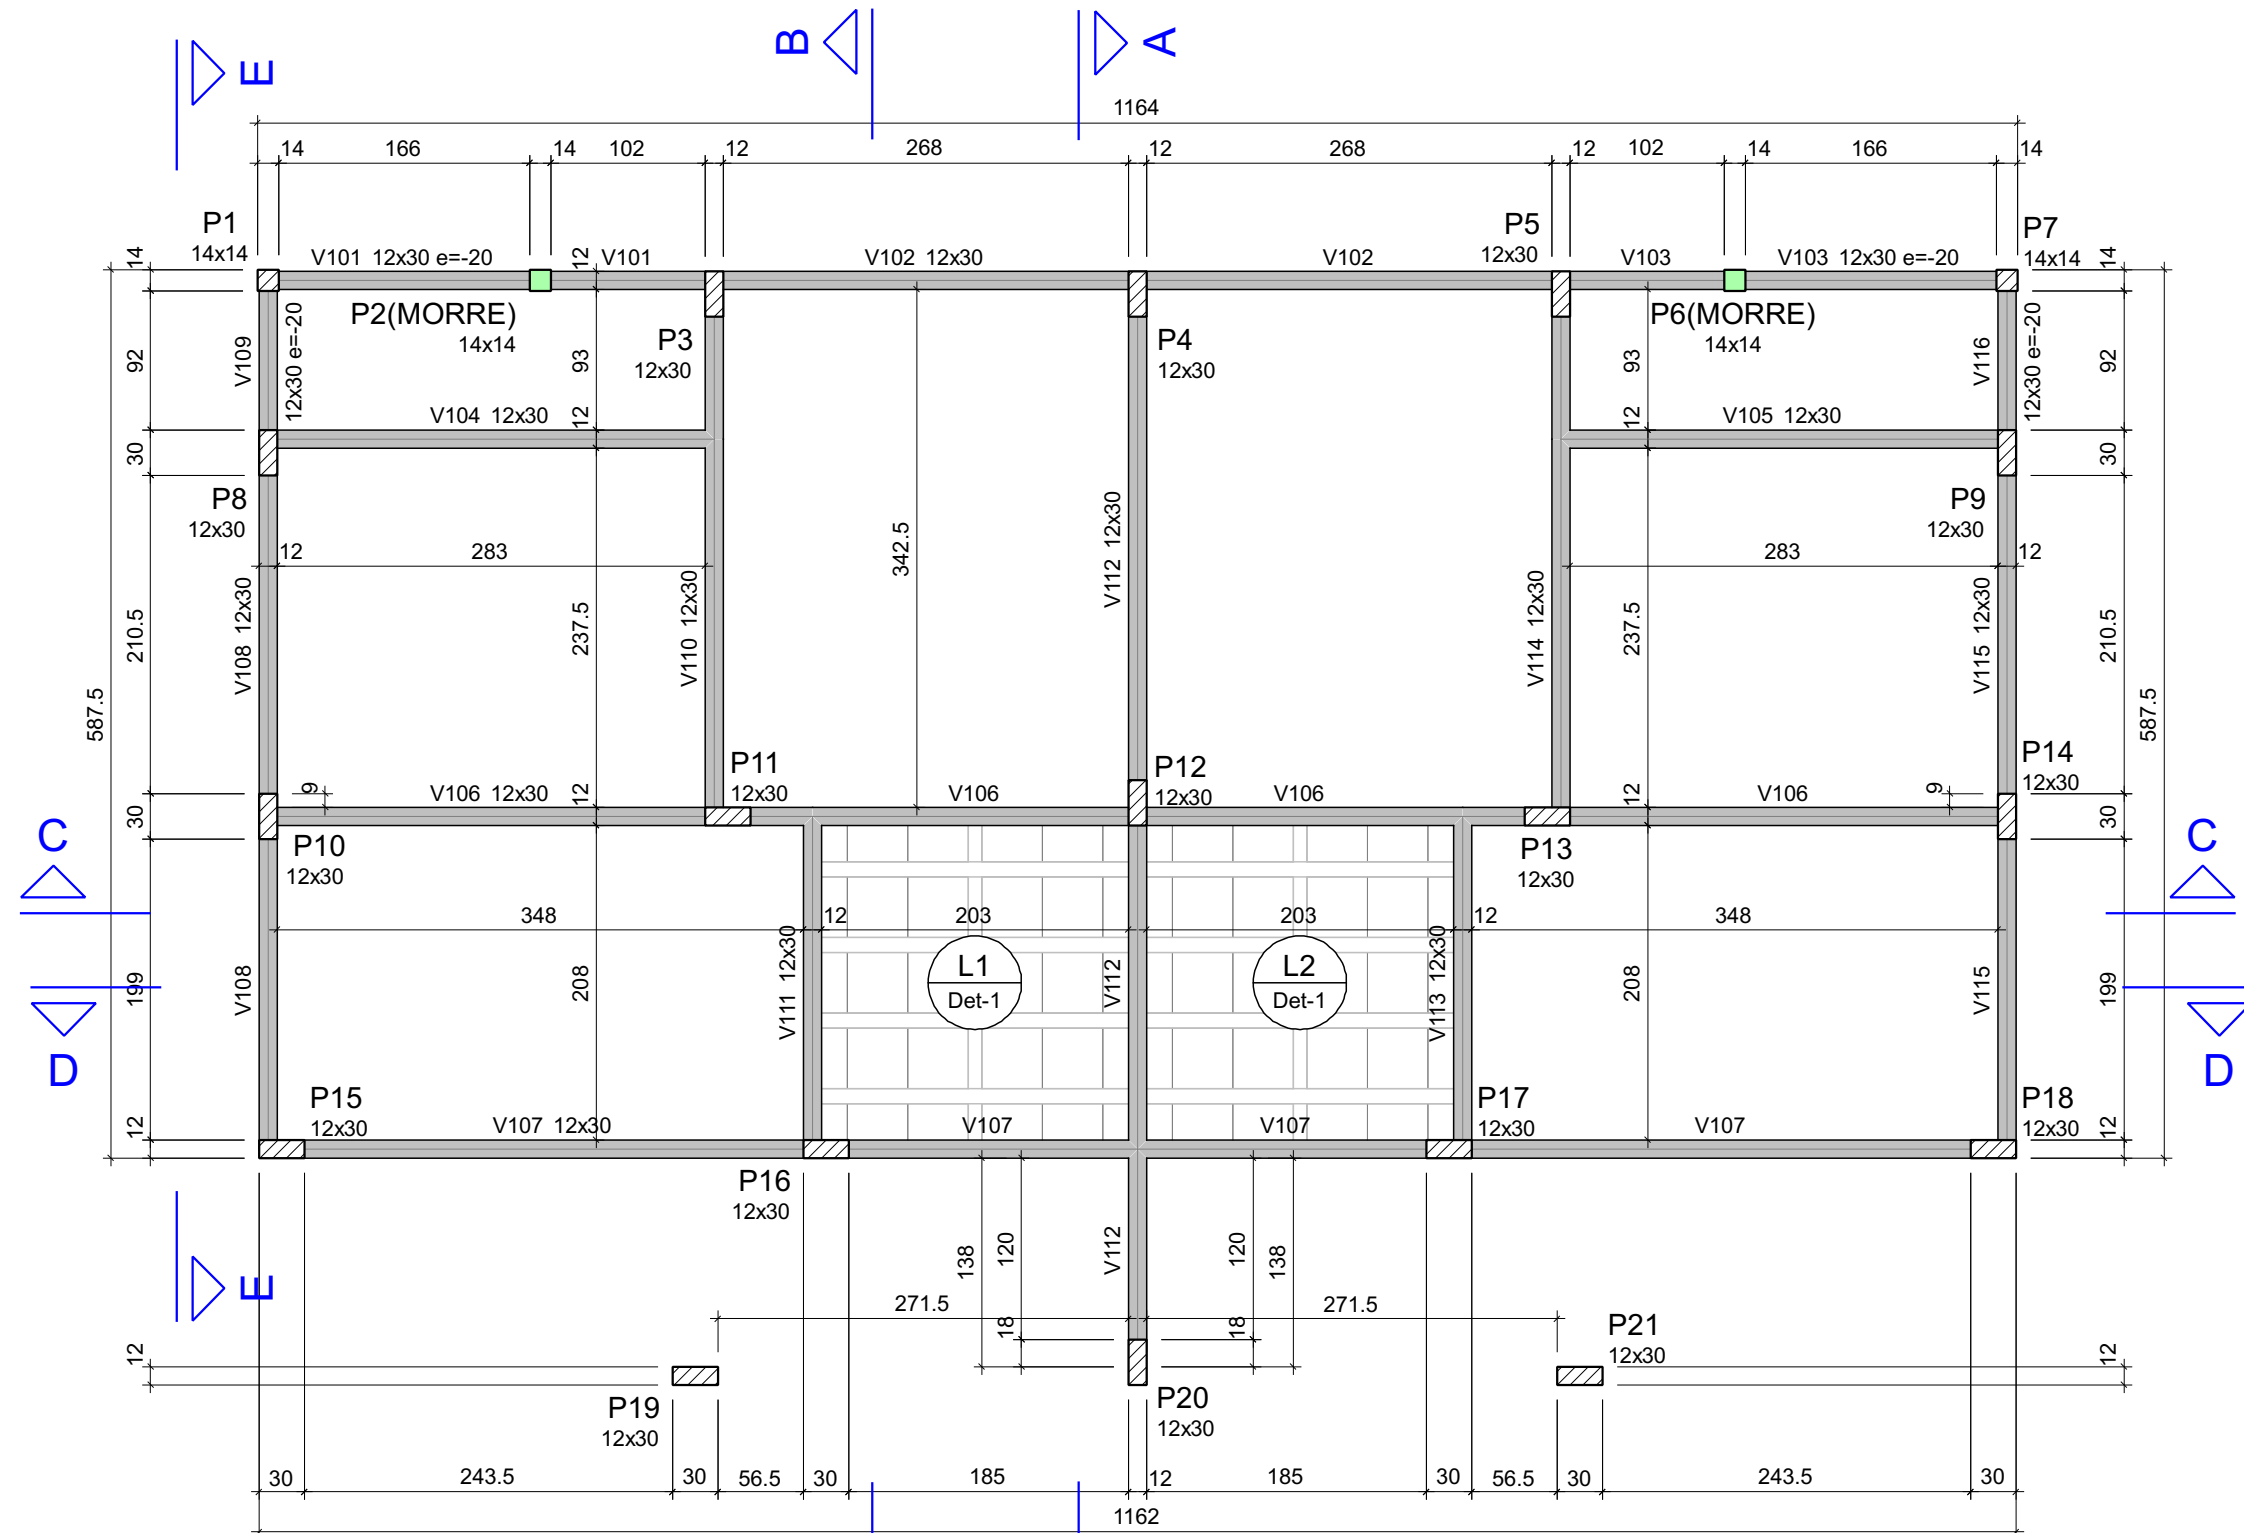 B
A
E
1164
14 166 14 102 12 268 12 268 12 102 14 166 14
P1
14x14
P5
12x30
P7
14x14
14
V101 12x30 e=-20
12
V101
V102 12x30
V102
V103
V103 12x30 e=-20
14
P2(MORRE)
14x14
P3
12x30
P4
12x30
P6(MORRE)
14x14
92
V109
12x30 e=-20
93
93
V116
12x30 e=-20
92
V104 12x30
12
12
V105 12x30
30
30
P8
12x30
P9
12x30
12 283
342.5
V112 12x30
283 12
587.5
210.5
V108 12x30
237.5
V110 12x30
V114 12x30
237.5
V115 12x30
210.5
587.5
P11
12x30
P12
12x30
P14
12x30
9
V106 12x30
12
V106
V106
12
V106
9
30
30
C
P10
12x30
P13
12x30
C
348 12 203 203 12 348
199
V108
208
V111 12x30
L1
Det-1
V112
L2
Det-1
V113 12x30
208
V115
199
D
D
P15
12x30
P17
12x30
P18
12x30
12
V107 12x30
V107
V107
V107
12
P16
12x30
138
120
V112
120
138
E
271.5
271.5
18
18
P21
12x30
12
12
P19
12x30
P20
12x30
30 243.5 30 56.5 30 185 12 185 30 56.5 30 243.5 30
1162